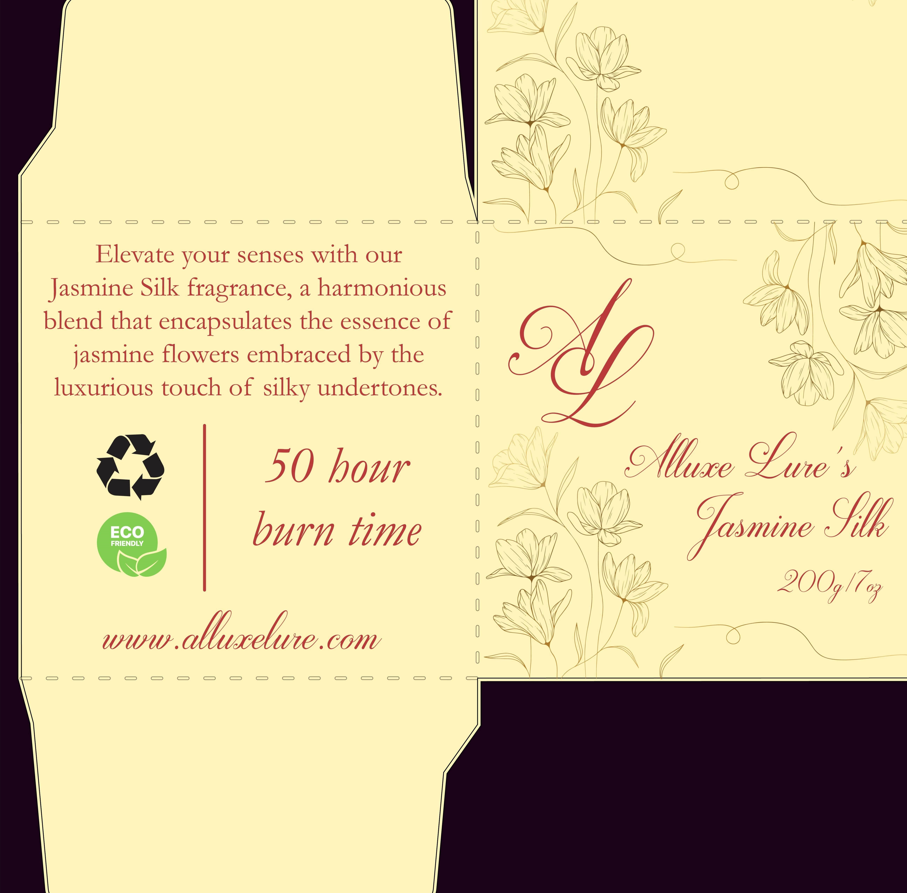 Elevate your senses with our
Jasmine Silk fragrance, a harmonious
blend that encapsulates the essence of
jasmine flowers embraced by the
luxurious touch of silky undertones.
ECO
FRIENDLY
50 hour
burn time
www.alluxelure.com
AL
Alluxe Lure's
Jasmine Silk
200g/7oz